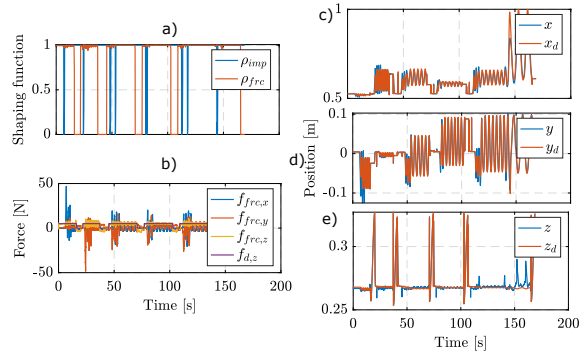 a)
Shaping function
1
0.5
0
ρ_imp
ρ_frc
b)
Force [N]
50
0
-50
f_frc,x
f_frc,y
f_frc,z
f_d,z
0 50 100 150 200
Time [s]
c)
1
0.5
x
x_d
d)
Position [m]
0.1
0
-0.1
y
y_d
e)
0.3
0.25
z
z_d
0 50 100 150 200
Time [s]